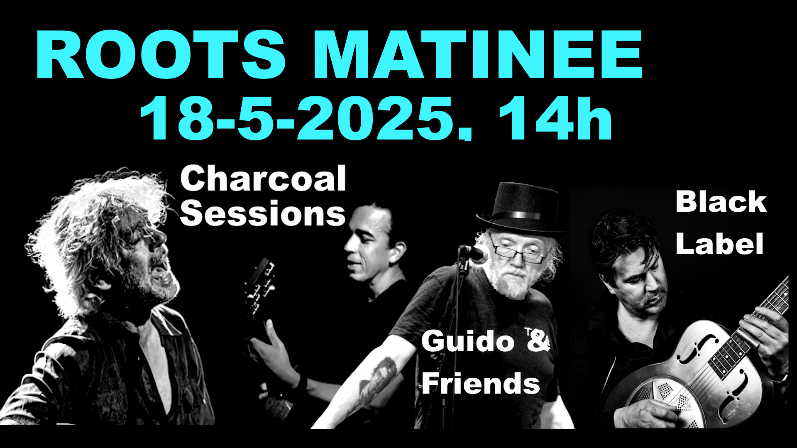 ROOTS MATINEE
18-5-2025, 14h
Charcoal
Sessions
Black
Label
Guido &
Friends